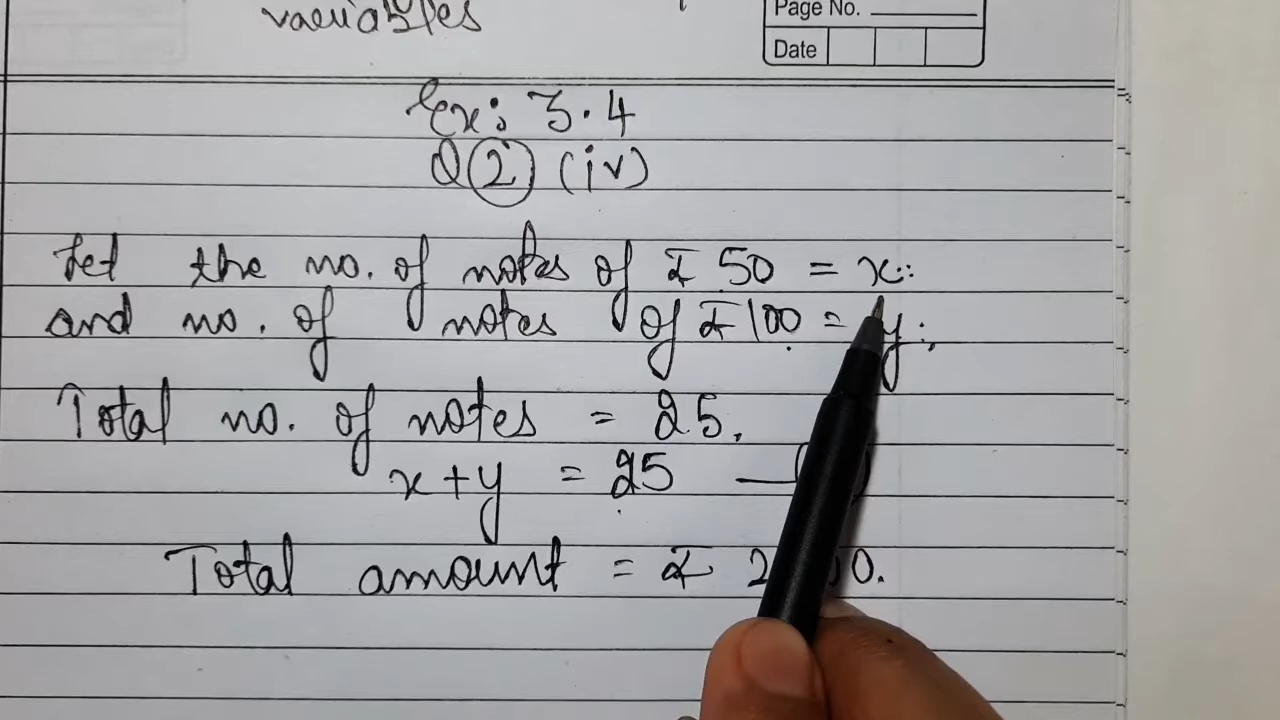 variables
Page No.
Date
Ex: 3.4
Q 2 (iv)
Let the no. of notes of ₹ 50 = x
and no. of notes of ₹ 100 = y
Total no. of notes = 25.
x + y = 25
Total amount = ₹